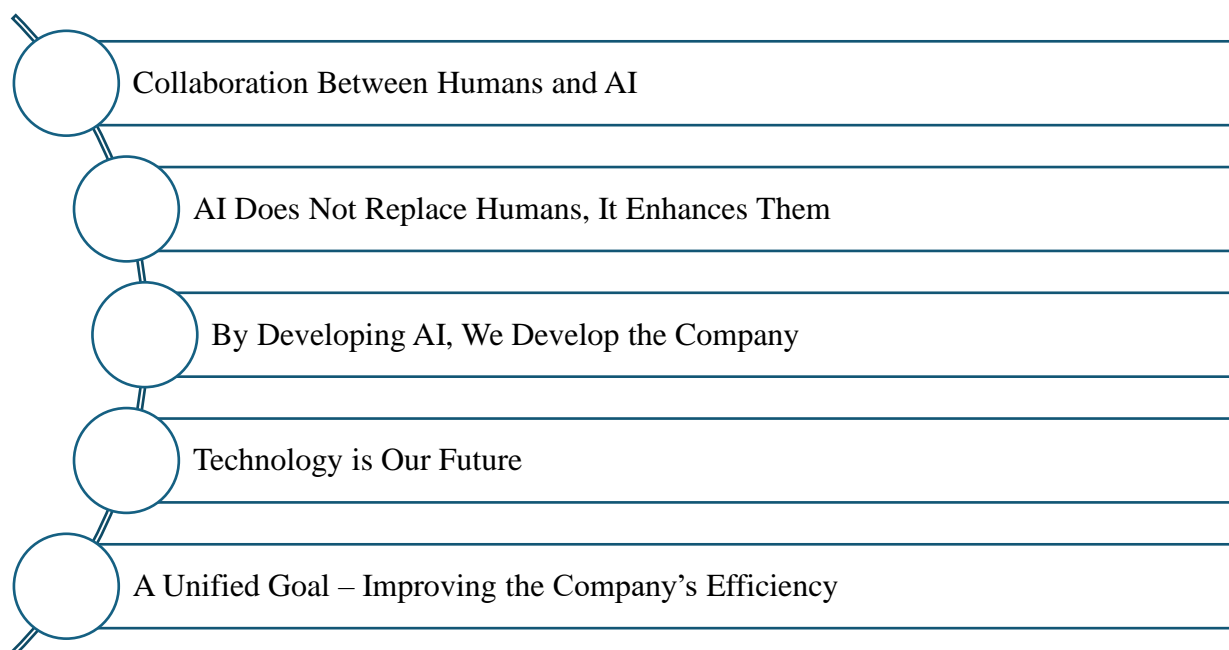 Collaboration Between Humans and AI
AI Does Not Replace Humans, It Enhances Them
By Developing AI, We Develop the Company
Technology is Our Future
A Unified Goal – Improving the Company’s Efficiency